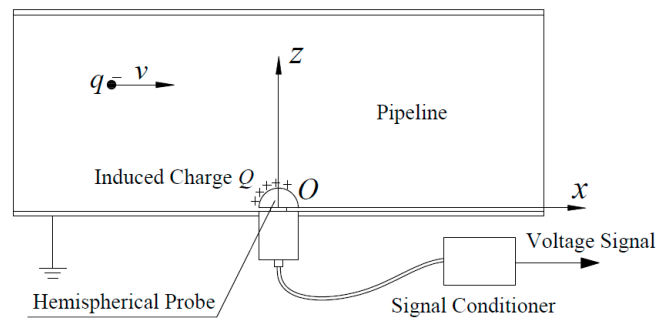 z
q − v
Pipeline
Induced Charge Q
+ + + + +
O
x
Voltage Signal
Hemispherical Probe
Signal Conditioner